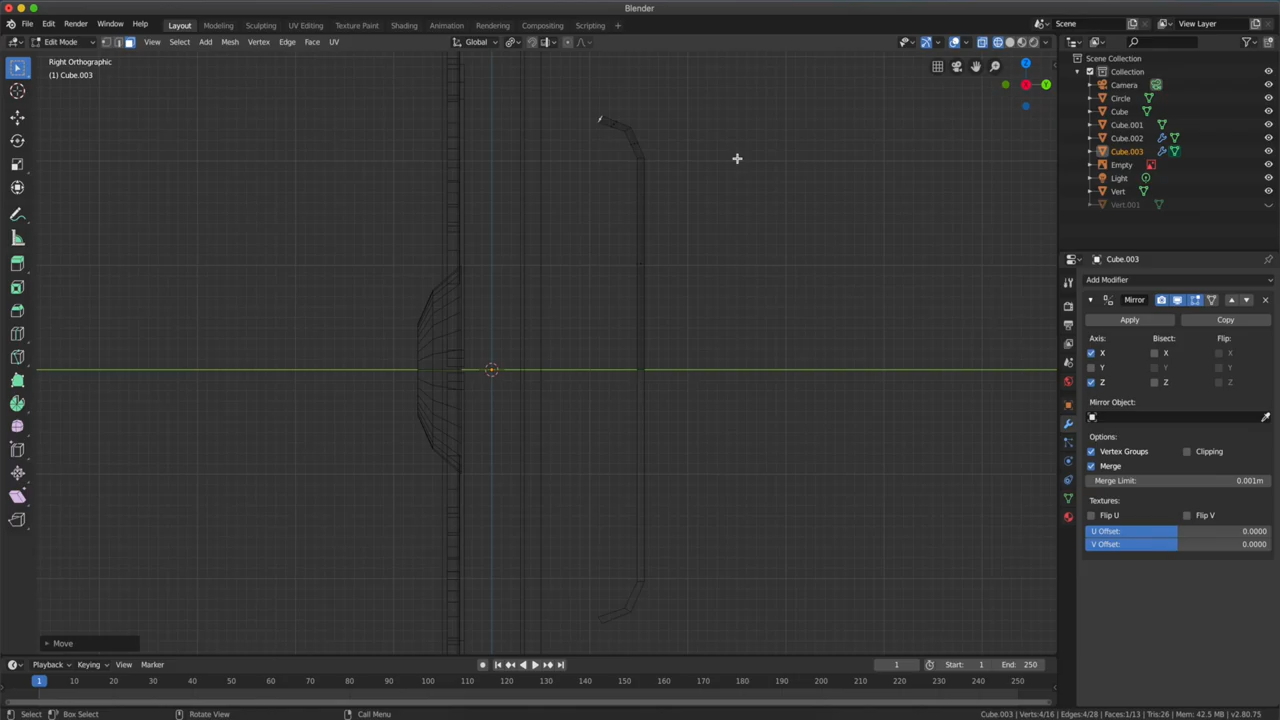 Blender
File Edit Render Window Help Layout Modeling Sculpting UV Editing Texture Paint Shading Animation Rendering Compositing Scripting Scene View Layer
Edit Mode View Select Add Mesh Vertex Edge Face UV Global
Right Orthographic
(1) Cube.003
Z
Y
Scene Collection
Collection
Camera
Circle
Cube
Cube.001
Cube.002
Cube.003
Empty
Light
Vert
Vert.001
Cube.003
Add Modifier
Mirror
Apply Copy
Axis: Bisect: Flip:
X X X
Y Y Y
Z Z Z
Mirror Object:
Options:
Vertex Groups Clipping
Merge
Merge Limit: 0.001m
Textures:
Flip U Flip V
U Offset: 0.0000
V Offset: 0.0000
Move
Playback Keying View Marker 1 Start: 1 End: 250
1 10 20 30 40 50 60 70 80 90 100 110 120 130 140 150 160 170 180 190 200 210 220 230 240 250
Select Box Select Rotate View Call Menu Cube.003 | Verts:4/16 | Edges:4/28 | Faces:1/13 | Tris:26 | Mem: 42.5 MB | v2.80.75